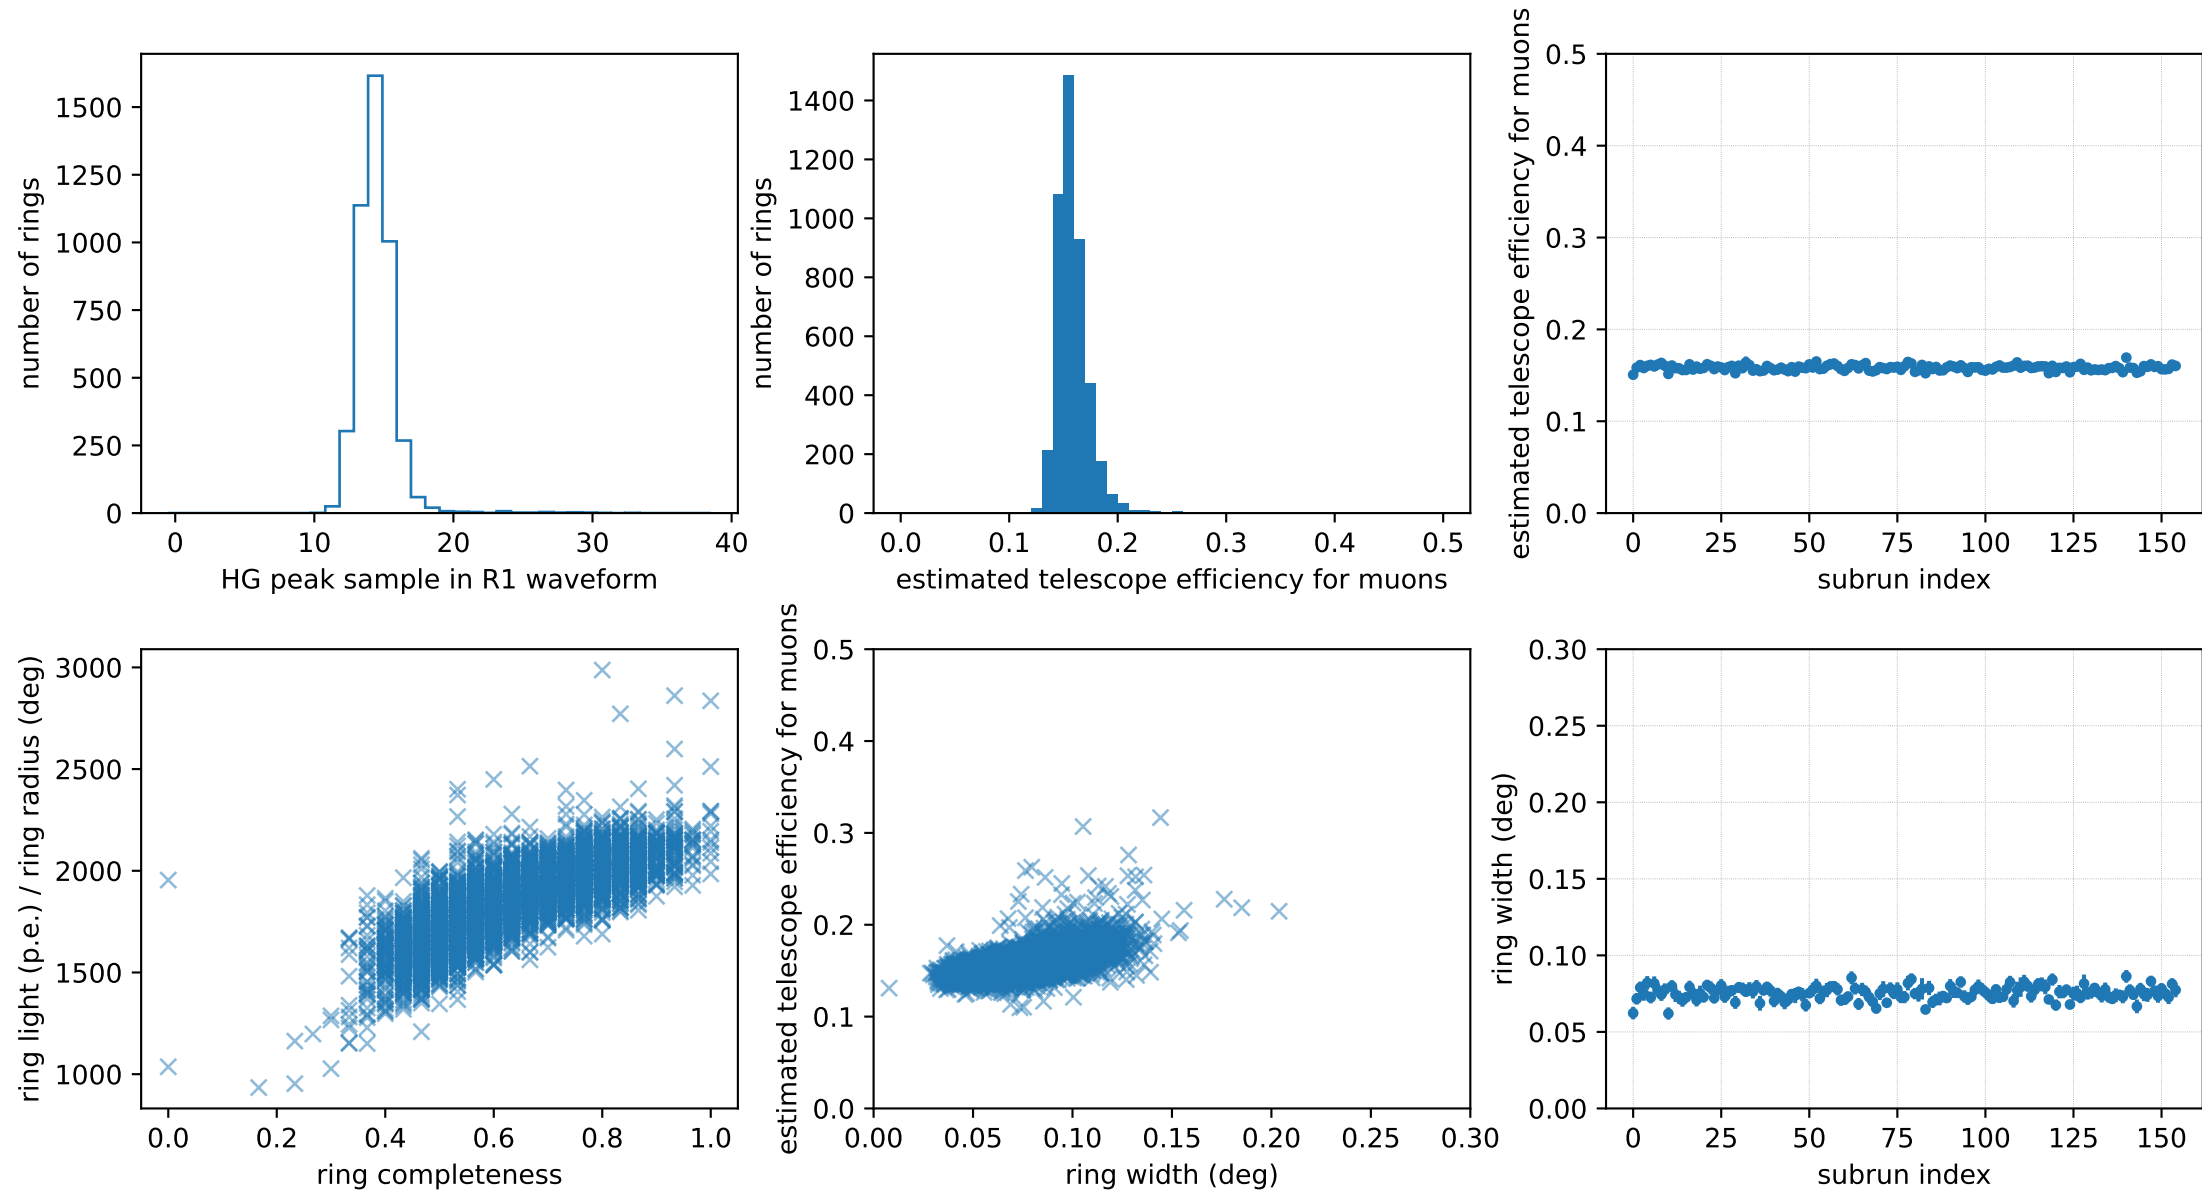 number of rings
1500
1250
1000
750
500
250
0
0 10 20 30 40
HG peak sample in R1 waveform
number of rings
1400
1200
1000
800
600
400
200
0
0.0 0.1 0.2 0.3 0.4 0.5
estimated telescope efficiency for muons
estimated telescope efficiency for muons
0.5
0.4
0.3
0.2
0.1
0.0
0 25 50 75 100 125 150
subrun index
ring light (p.e.) / ring radius (deg)
3000
2500
2000
1500
1000
0.0 0.2 0.4 0.6 0.8 1.0
ring completeness
estimated telescope efficiency for muons
0.5
0.4
0.3
0.2
0.1
0.0
0.00 0.05 0.10 0.15 0.20 0.25 0.30
ring width (deg)
ring width (deg)
0.30
0.25
0.20
0.15
0.10
0.05
0.00
0 25 50 75 100 125 150
subrun index